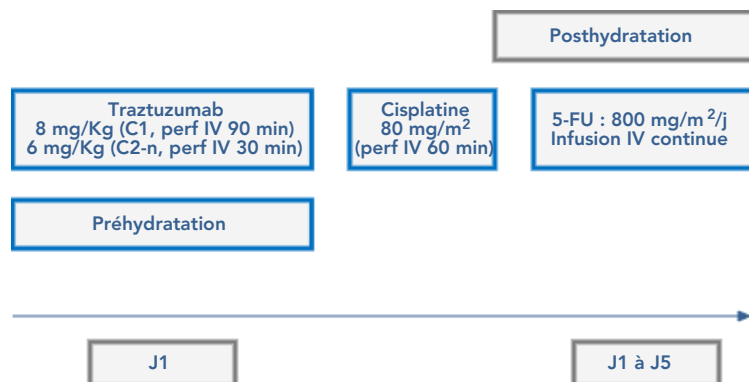 Posthydratation
Traztuzumab
8 mg/Kg (C1, perf IV 90 min)
6 mg/Kg (C2-n, perf IV 30 min)
Cisplatine
80 mg/m²
(perf IV 60 min)
5-FU : 800 mg/m²/j
Infusion IV continue
Préhydratation
J1
J1 à J5